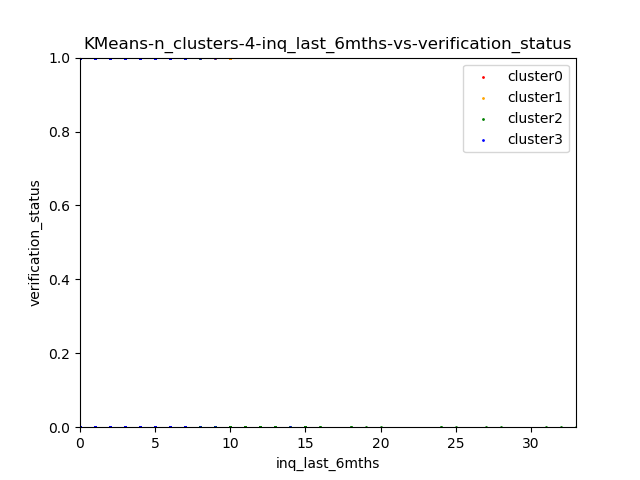 KMeans-n_clusters-4-inq_last_6mths-vs-verification_status
cluster0
cluster1
cluster2
cluster3
verification_status
1.0
0.8
0.6
0.4
0.2
0.0
0 5 10 15 20 25 30
inq_last_6mths